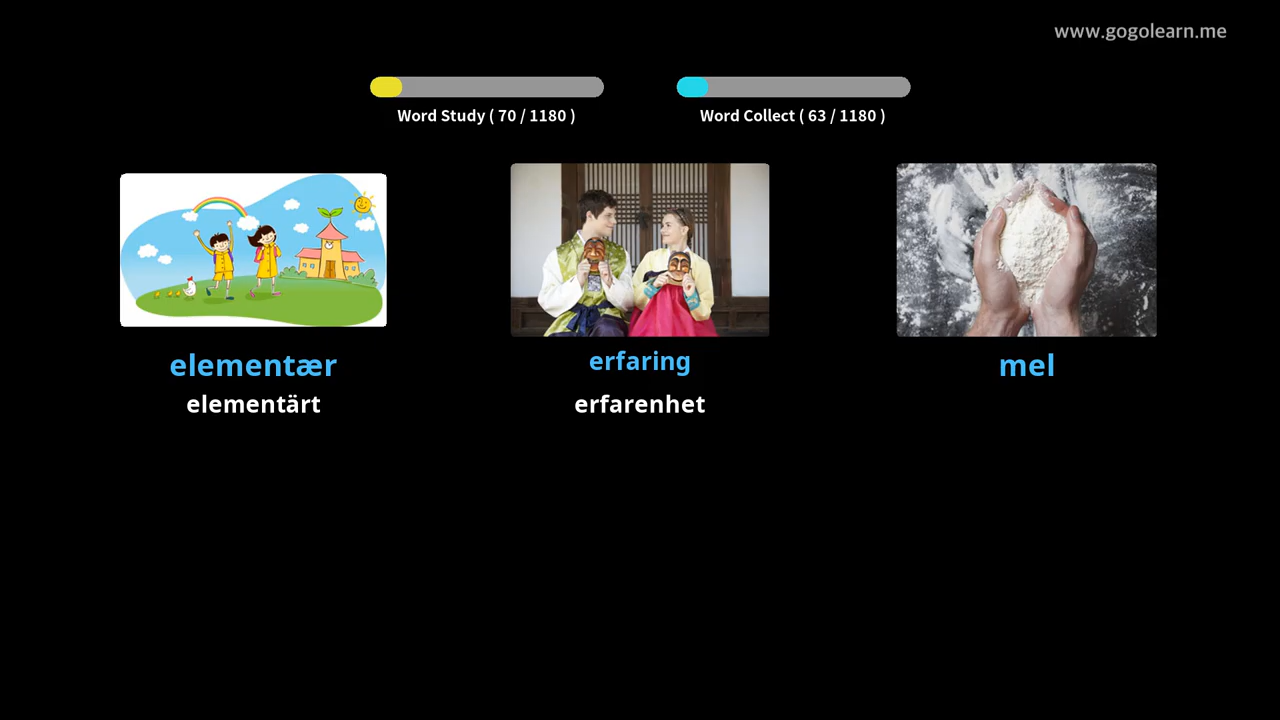 www.gogolearn.me
Word Study ( 70 / 1180 )
Word Collect ( 63 / 1180 )
elementær
erfaring
mel
elementärt
erfarenhet